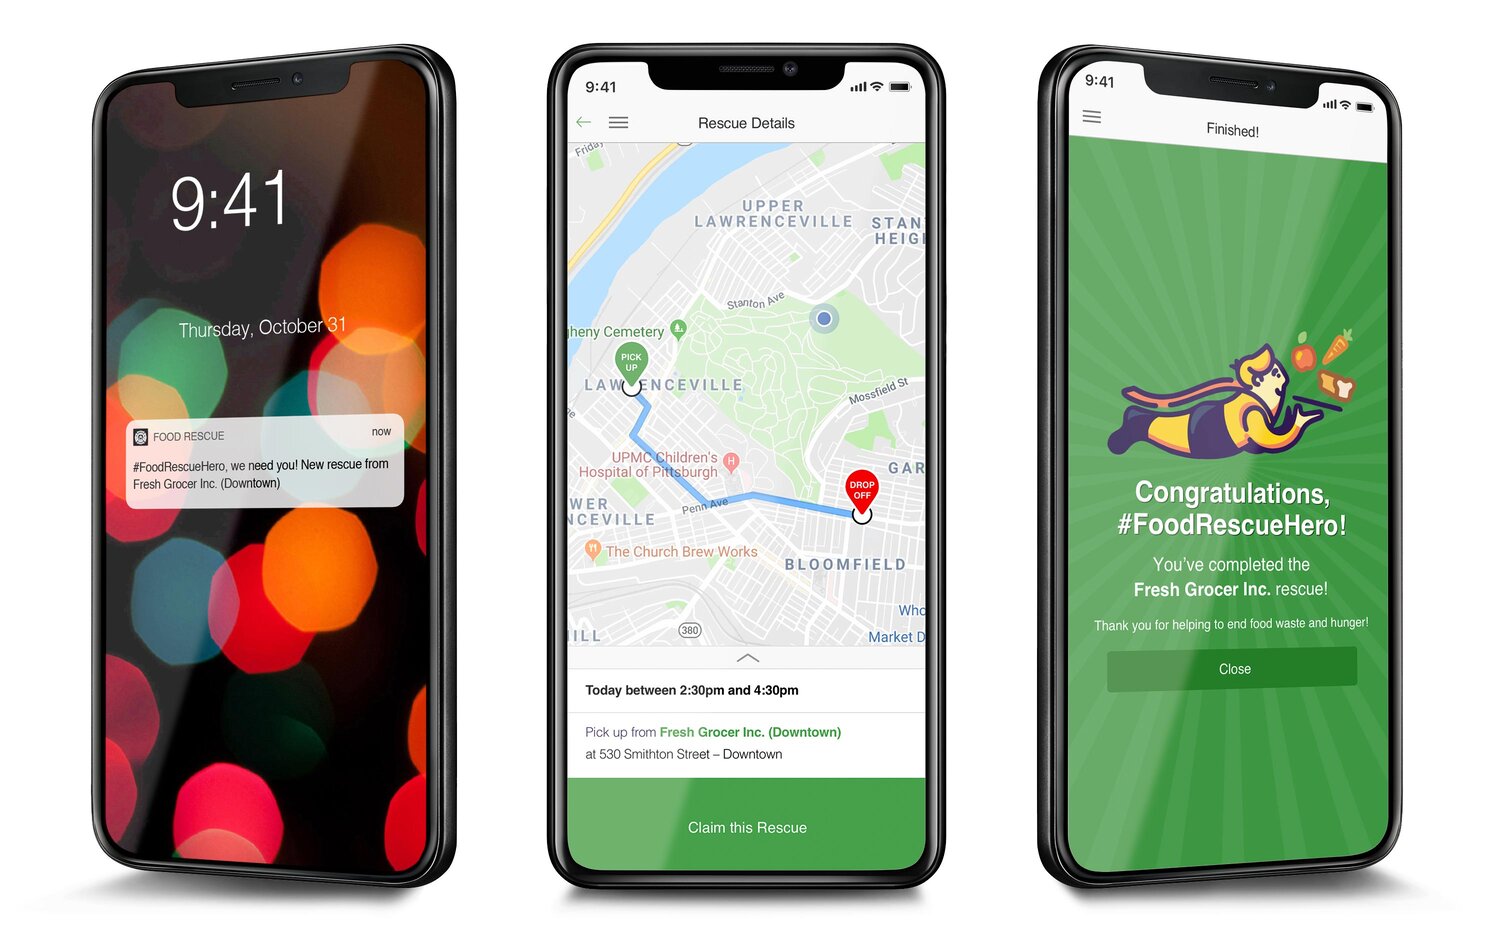 9:41
Thursday, October 31
FOOD RESCUE
now
#FoodRescueHero, we need you! New rescue from
Fresh Grocer Inc. (Downtown)
9:41
Rescue Details
Friday
UPPER
LAWRENCEVILLE
STAN
HEIGH
Stanton Ave
gheny Cemetery
PICK
UP
LAWRENCEVILLE
Mossfield St
UPMC Children's
Hospital of Pittsburgh
H
GAR
DROP
OFF
WER
NCEVILLE
Penn Ave
The Church Brew Works
BLOOMFIELD
Who
380
ILL
Market D
Today between 2:30pm and 4:30pm
Pick up from Fresh Grocer Inc. (Downtown)
at 530 Smithton Street – Downtown
Claim this Rescue
9:41
Finished!
Congratulations,
#FoodRescueHero!
You've completed the
Fresh Grocer Inc. rescue!
Thank you for helping to end food waste and hunger!
Close